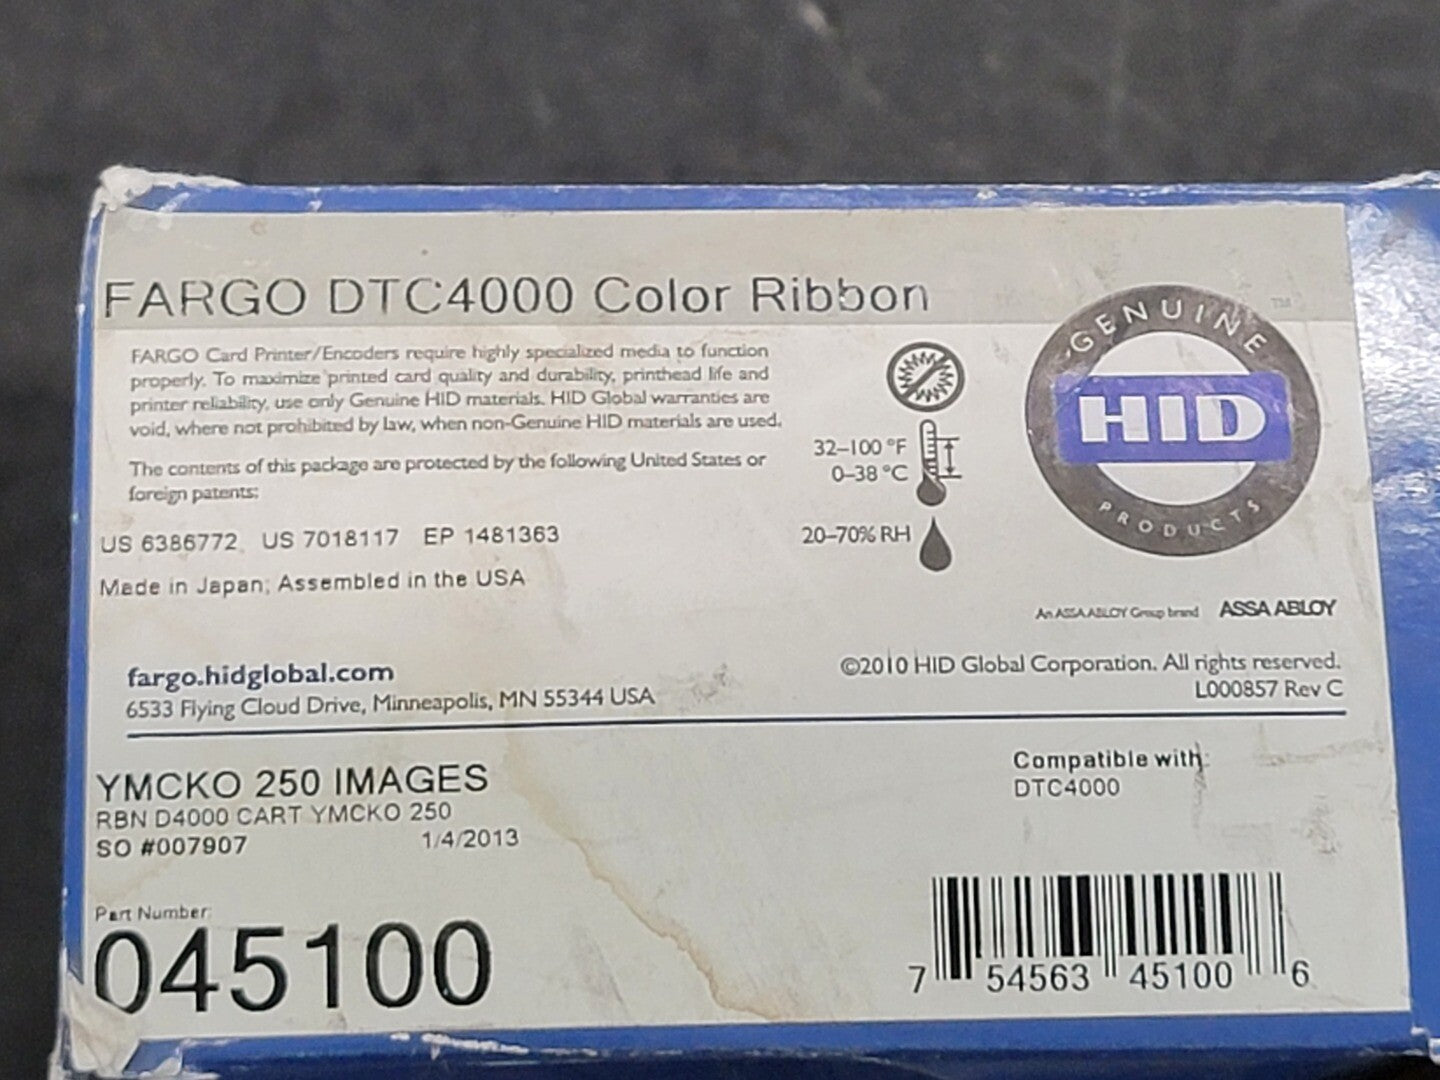 FARGO DTC4000 Color Ribbon
FARGO Card Printer/Encoders require highly specialized media to function
properly. To maximize printed card quality and durability, printhead life and
printer reliability, use only Genuine HID materials. HID Global warranties are
void, where not prohibited by law, when non-Genuine HID materials are used.
The contents of this package are protected by the following United States or
foreign patents:
US 6386772 US 7018117 EP 1481363
Made in Japan; Assembled in the USA
32–100 °F
0–38 °C
20–70% RH
GENUINE
TM
HID
PRODUCTS
An ASSA ABLOY Group brand ASSA ABLOY
fargo.hidglobal.com
6533 Flying Cloud Drive, Minneapolis, MN 55344 USA
©2010 HID Global Corporation. All rights reserved.
L000857 Rev C
YMCKO 250 IMAGES
RBN D4000 CART YMCKO 250
SO #007907 1/4/2013
Compatible with:
DTC4000
Part Number:
045100
7 54563 45100 6